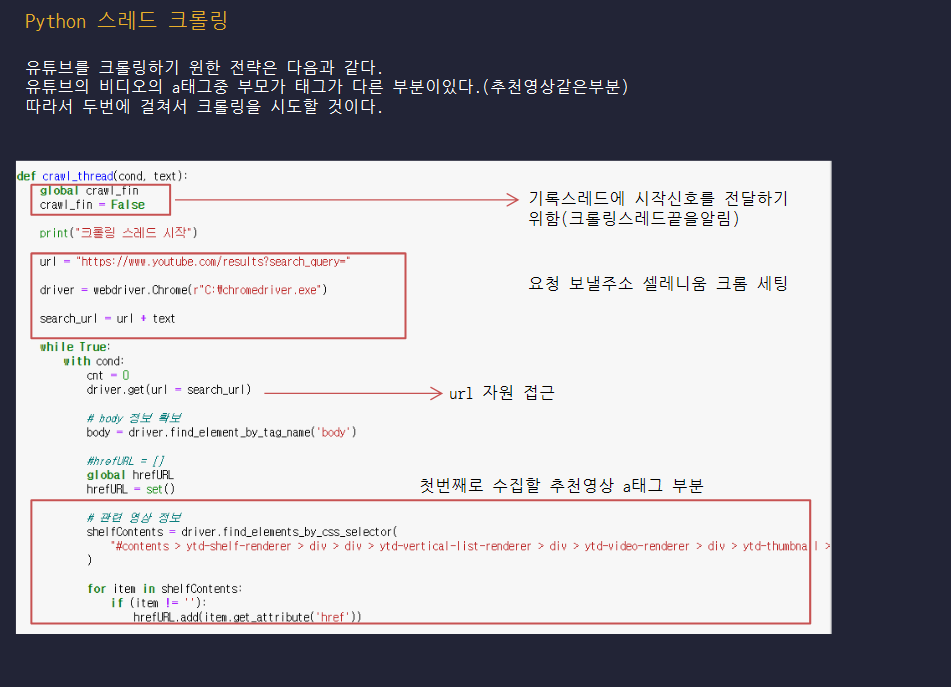 Python 스레드 크롤링
유튜브를 크롤링하기 윈한 전략은 다음과 같다.
유튜브의 비디오의 a태그중 부모가 태그가 다른 부분이있다.(추천영상같은부분)
따라서 두번에 걸쳐서 크롤링을 시도할 것이다.
def crawl_thread(cond, text):
global crawl_fin
crawl_fin = False
기록스레드에 시작신호를 전달하기
위함(크롤링스레드끝을알림)
print("크롤링 스레드 시작")
url = "https://www.youtube.com/results?search_query="
요청 보낼주소 셀레니움 크롬 세팅
driver = webdriver.Chrome(r"C:\chromedriver.exe")
search_url = url + text
while True:
with cond:
cnt = 0
driver.get(url = search_url)
url 자원 접근
# body 정보 확보
body = driver.find_element_by_tag_name('body')
#hrefURL = []
global hrefURL
hrefURL = set()
첫번째로 수집할 추천영상 a태그 부분
# 관련 영상 정보
shelfContents = driver.find_elements_by_css_selector(
"#contents > ytd-shelf-renderer > div > div > ytd-vertical-list-renderer > div > ytd-video-renderer > div > ytd-thumbnail >
)
for item in shelfContents:
if (item != ''):
hrefURL.add(item.get_attribute('href'))